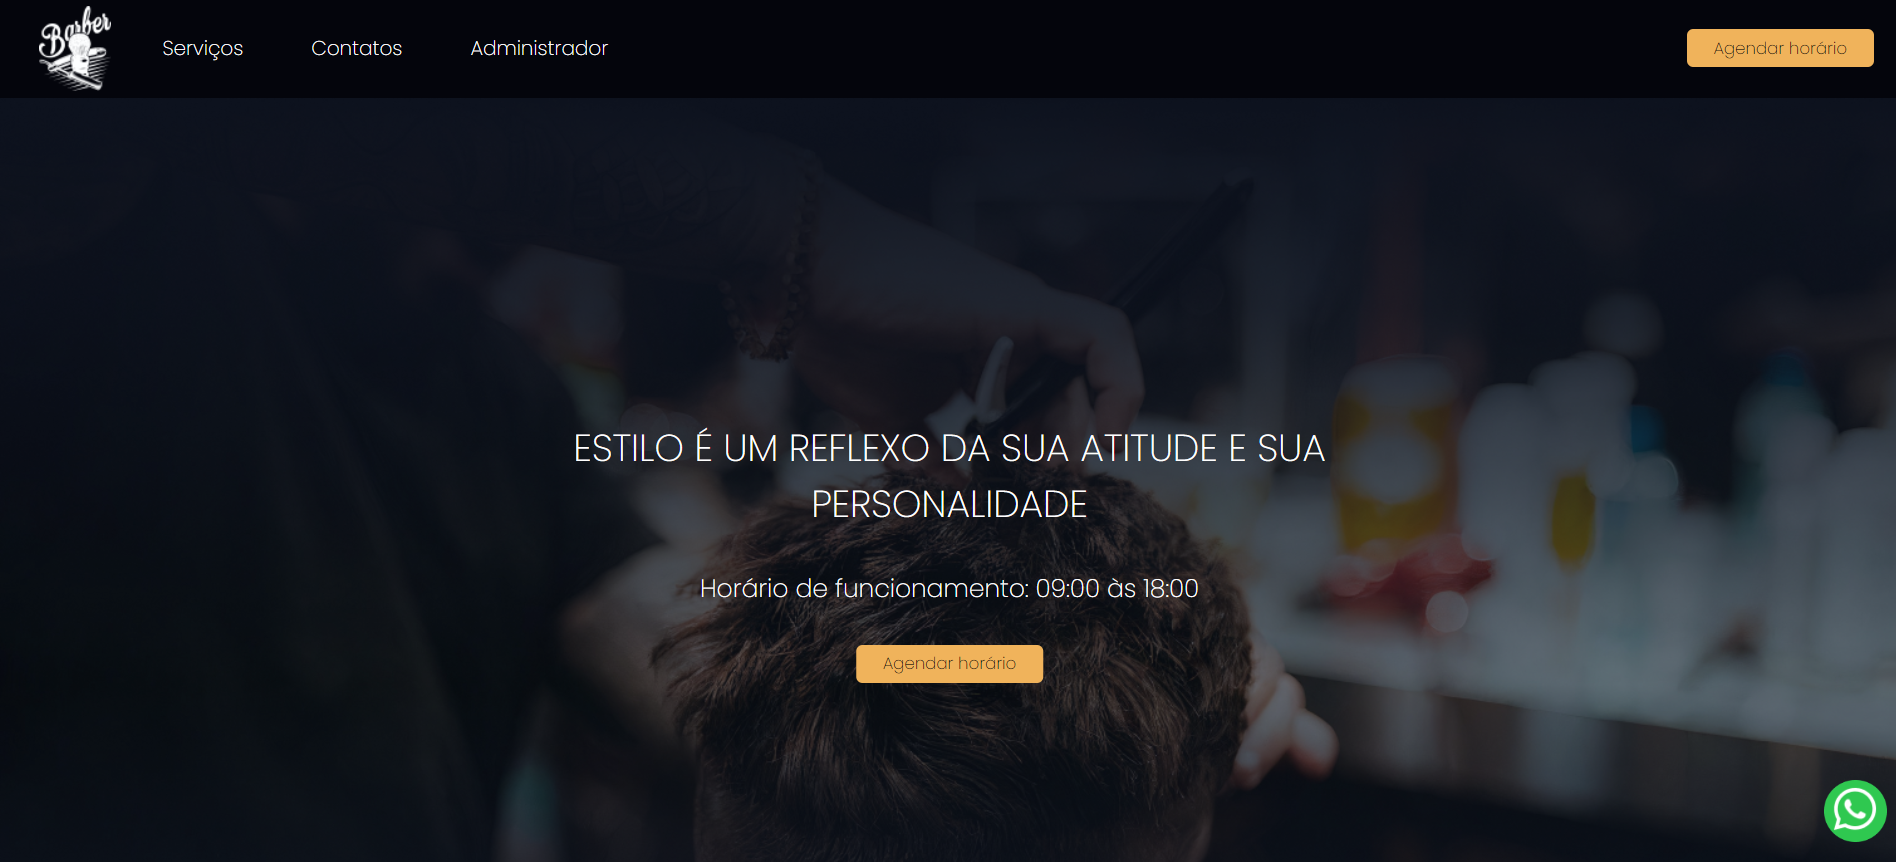 Barber
Serviços
Contatos
Administrador
Agendar horário
ESTILO É UM REFLEXO DA SUA ATITUDE E SUA
PERSONALIDADE
Horário de funcionamento: 09:00 às 18:00
Agendar horário